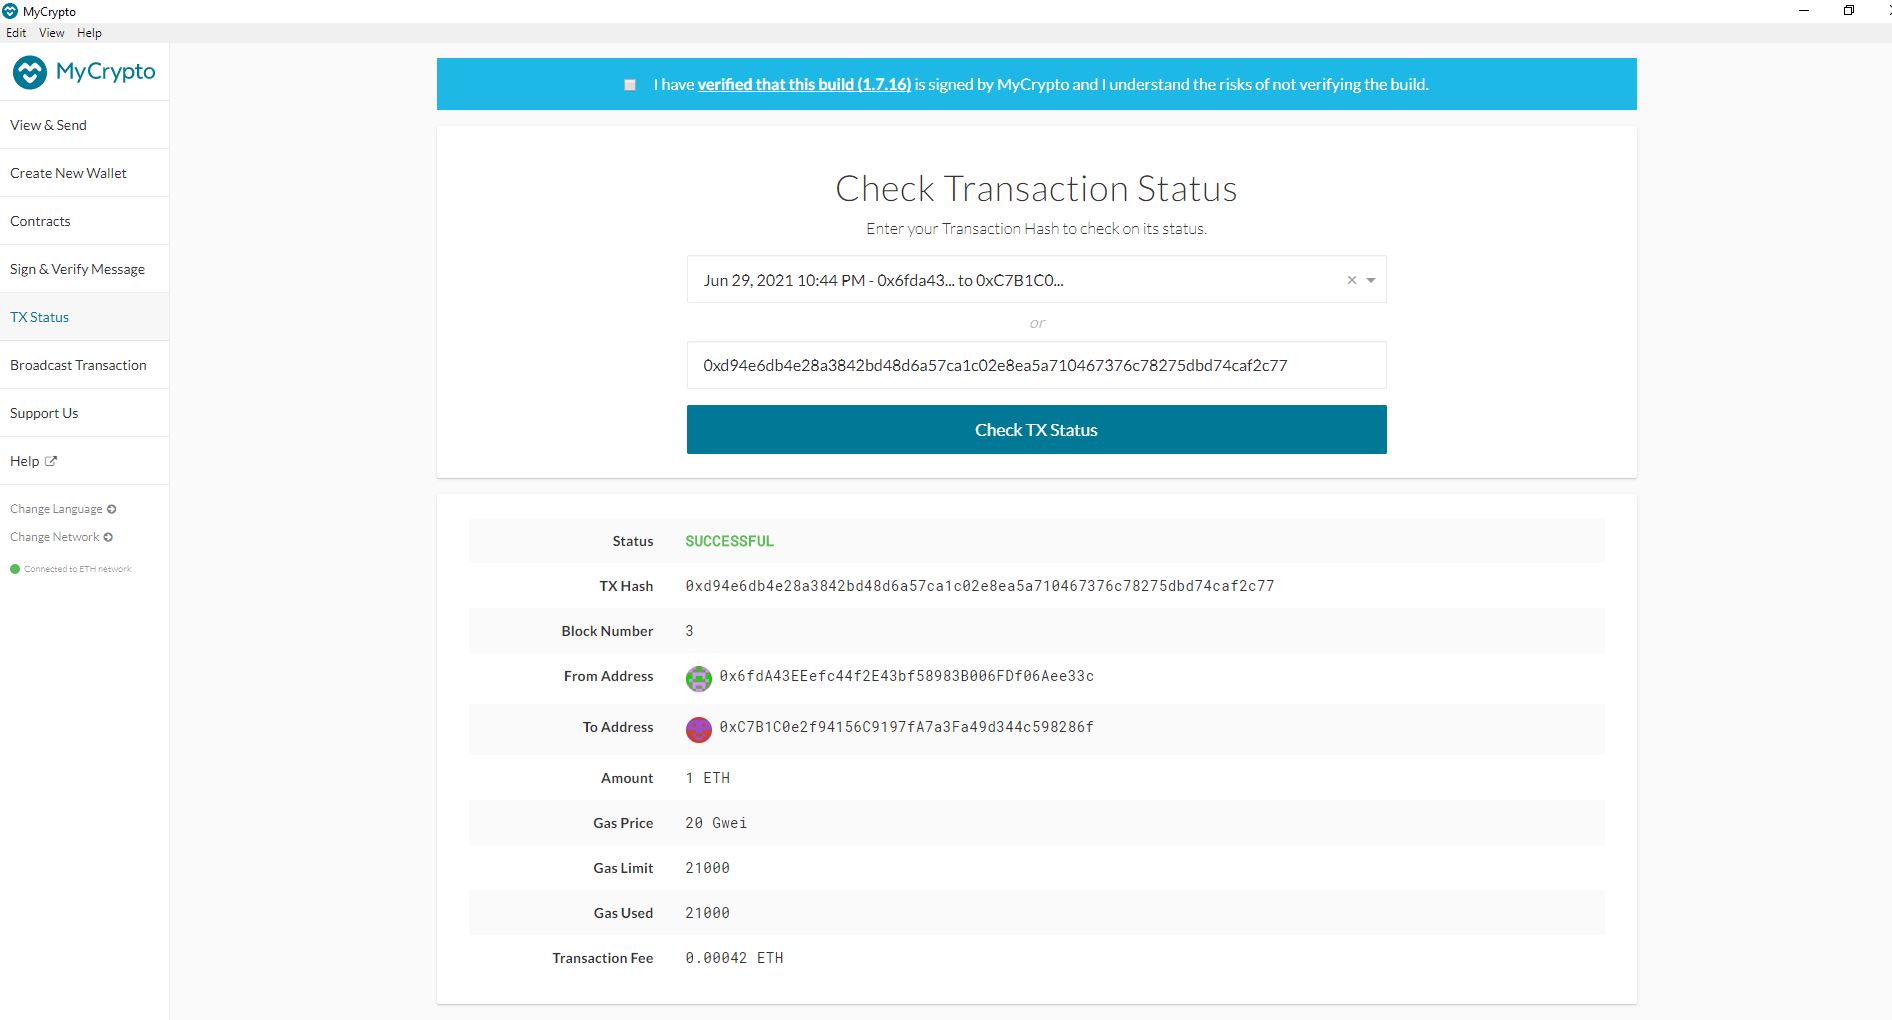 MyCrypto
Edit View Help
MyCrypto
View & Send
Create New Wallet
Contracts
Sign & Verify Message
TX Status
Broadcast Transaction
Support Us
Help
Change Language
Change Network
Connected to ETH network
I have verified that this build (1.7.16) is signed by MyCrypto and I understand the risks of not verifying the build.
Check Transaction Status
Enter your Transaction Hash to check on its status.
Jun 29, 2021 10:44 PM - 0x6fda43... to 0xC7B1C0...
or
0xd94e6db4e28a3842bd48d6a57ca1c02e8ea5a710467376c78275dbd74caf2c77
Check TX Status
Status SUCCESSFUL
TX Hash 0xd94e6db4e28a3842bd48d6a57ca1c02e8ea5a710467376c78275dbd74caf2c77
Block Number 3
From Address 0x6fdA43EEefc44f2E43bf58983B006FDf06Aee33c
To Address 0xC7B1C0e2f94156C9197fA7a3Fa49d344c598286f
Amount 1 ETH
Gas Price 20 Gwei
Gas Limit 21000
Gas Used 21000
Transaction Fee 0.00042 ETH